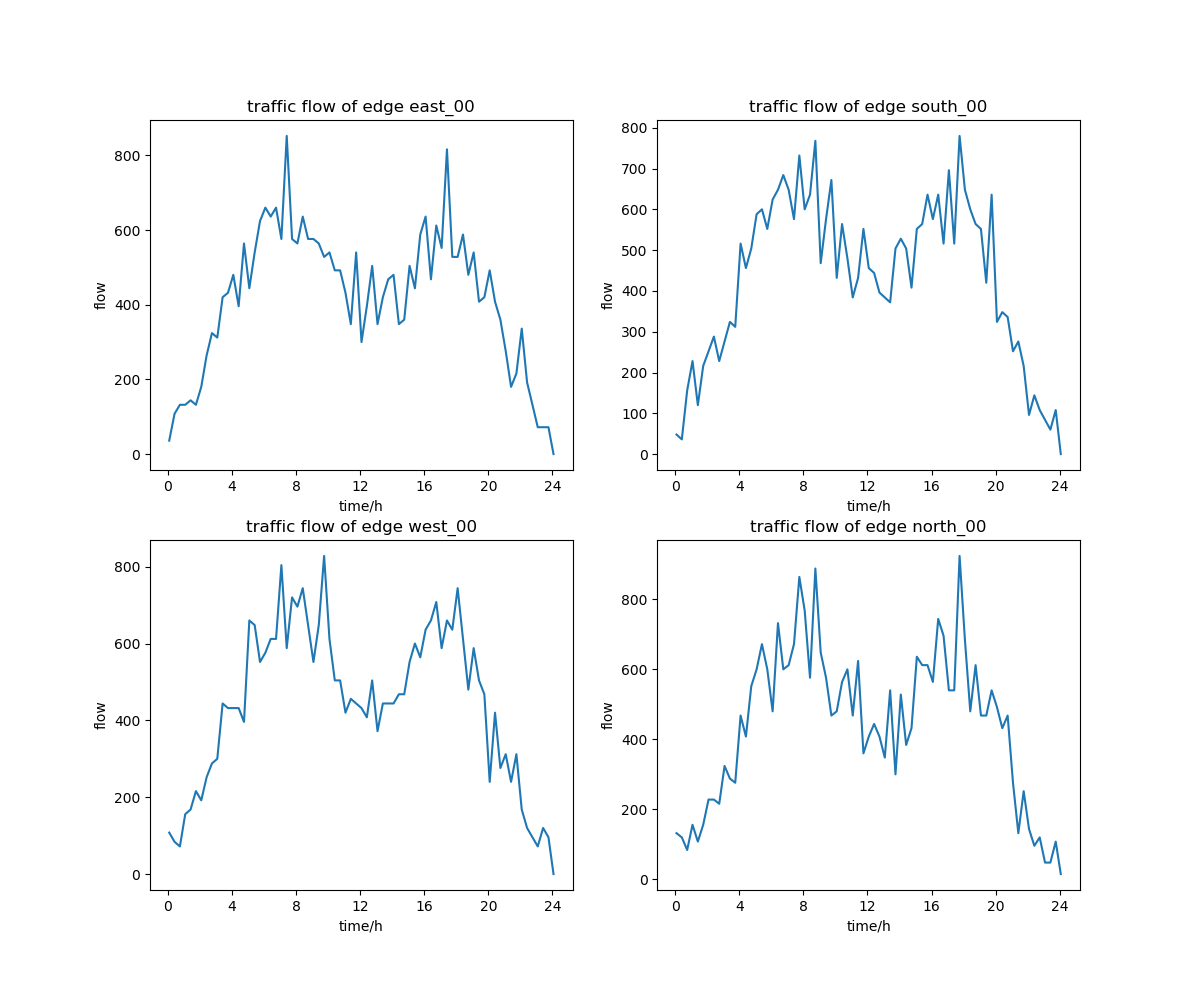 traffic flow of edge east_00
800
600
400
200
0
flow
0 4 8 12 16 20 24
time/h
traffic flow of edge south_00
800
700
600
500
400
300
200
100
0
flow
0 4 8 12 16 20 24
time/h
traffic flow of edge west_00
800
600
400
200
0
flow
0 4 8 12 16 20 24
time/h
traffic flow of edge north_00
800
600
400
200
0
flow
0 4 8 12 16 20 24
time/h